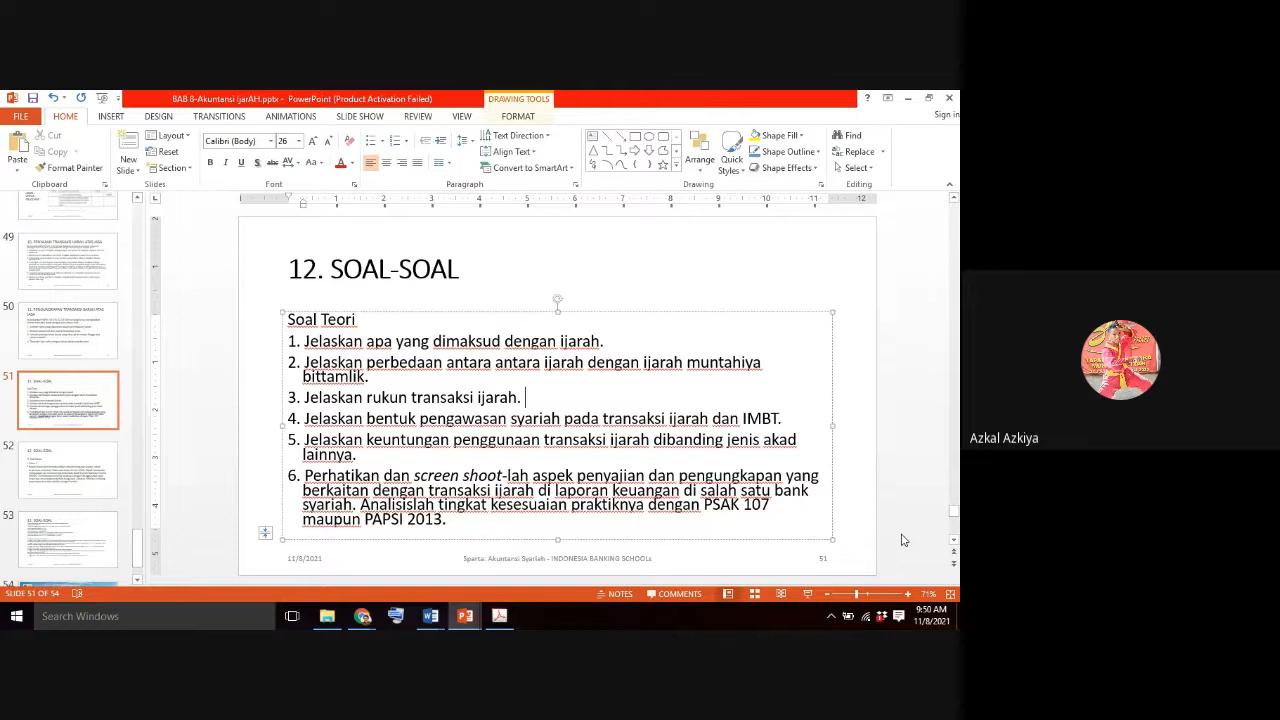 BAB 8-Akuntansi IjarAH.pptx - PowerPoint (Product Activation Failed)
DRAWING TOOLS
FILE HOME INSERT DESIGN TRANSITIONS ANIMATIONS SLIDE SHOW REVIEW VIEW FORMAT
Sign in
Paste
Cut
Copy
Format Painter
Clipboard
New Slide
Layout
Reset
Section
Slides
Calibri (Body) 26
Font
Text Direction
Align Text
Convert to SmartArt
Paragraph
Arrange
Quick Styles
Shape Fill
Shape Outline
Shape Effects
Drawing
Find
Replace
Select
Editing
49
50
51
52
53
54
12. SOAL-SOAL
Soal Teori
1. Jelaskan apa yang dimaksud dengan ijarah.
2. Jelaskan perbedaan utama antara ijarah dengan ijarah muntahiya
bittamlik.
3. Jelaskan rukun transaksi ijarah.
4. Jelaskan bentuk pengawasan syariah pada transaksi ijarah dan IMBT.
5. Jelaskan keuntungan penggunaan transaksi ijarah dibanding jenis akad
lainnya.
6. Perhatikan dan screen shoot-lah aspek penyajian dan pengungkapan yang
berkaitan dengan transaksi ijarah di laporan keuangan di salah satu bank
syariah. Analisislah tingkat kesesuaian praktiknya dengan PSAK 107
maupun PAPSI 2013.
11/8/2021 Sparta: Akuntansi Syariah - INDONESIA BANKING SCHOOLs 51
Azkal Azkiya
SLIDE 51 OF 54
NOTES COMMENTS 71%
Search Windows
9:50 AM
11/8/2021